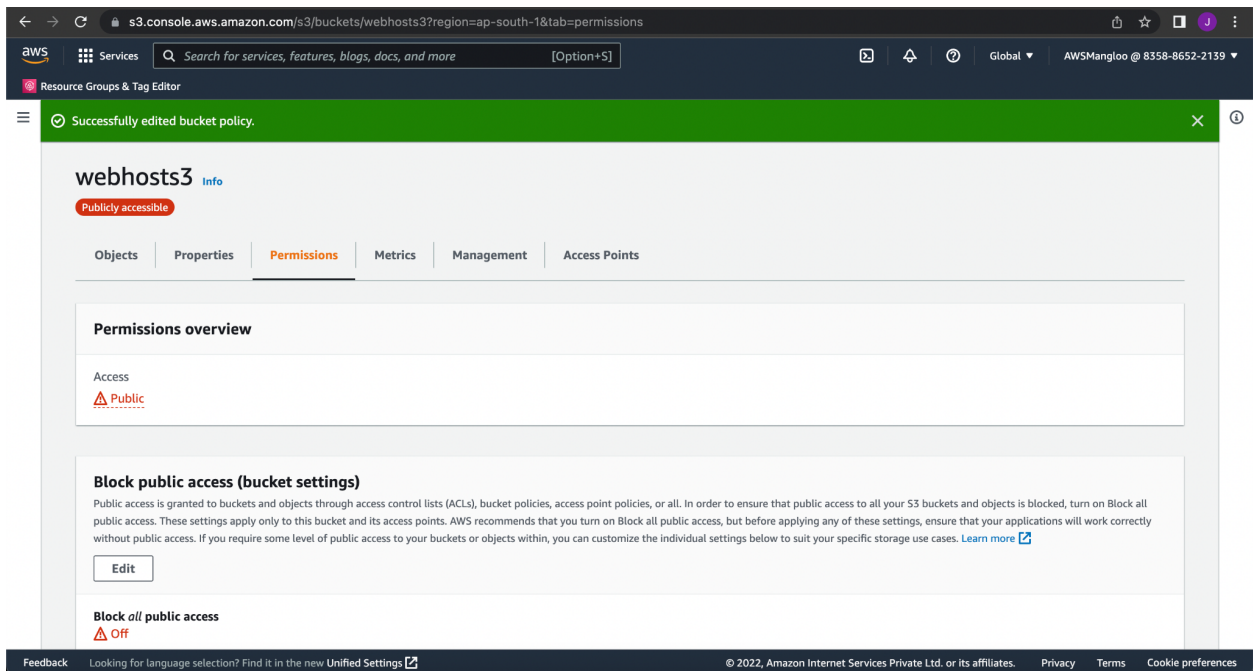 s3.console.aws.amazon.com/s3/buckets/webhosts3?region=ap-south-1&tab=permissions
J
aws
Services
Search for services, features, blogs, docs, and more
[Option+S]
Global
AWSMangloo @ 8358-8652-2139
Resource Groups & Tag Editor
Successfully edited bucket policy.
webhosts3 Info
Publicly accessible
Objects
Properties
Permissions
Metrics
Management
Access Points
Permissions overview
Access
Public
Block public access (bucket settings)
Public access is granted to buckets and objects through access control lists (ACLs), bucket policies, access point policies, or all. In order to ensure that public access to all your S3 buckets and objects is blocked, turn on Block all
public access. These settings apply only to this bucket and its access points. AWS recommends that you turn on Block all public access, but before applying any of these settings, ensure that your applications will work correctly
without public access. If you require some level of public access to your buckets or objects within, you can customize the individual settings below to suit your specific storage use cases. Learn more
Edit
Block all public access
Off
Feedback
Looking for language selection? Find it in the new Unified Settings
© 2022, Amazon Internet Services Private Ltd. or its affiliates.
Privacy
Terms
Cookie preferences